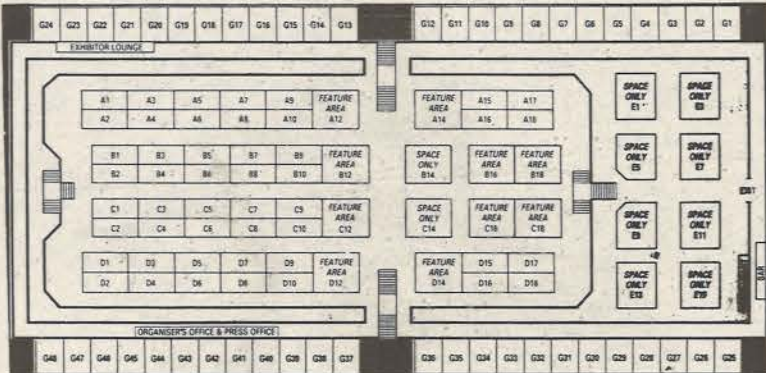 G24 G23 G22 G21 G20 G19 G18 G17 G16 G15 G14 G13 G12 G11 G10 G9 G8 G7 G6 G5 G4 G3 G2 G1
EXHIBITOR LOUNGE
A1 A3 A5 A7 A9 FEATURE AREA A12
A2 A4 A6 A8 A10
FEATURE AREA A14 A15 A17
A16 A18
SPACE ONLY E1
SPACE ONLY E3
B1 B3 B5 B7 B9 FEATURE AREA B12
B2 B4 B6 B8 B10
SPACE ONLY B14
FEATURE AREA B16
FEATURE AREA B18
SPACE ONLY E5
SPACE ONLY E7
EXIT
C1 C3 C5 C7 C9 FEATURE AREA C12
C2 C4 C6 C8 C10
SPACE ONLY C14
FEATURE AREA C16
FEATURE AREA C18
SPACE ONLY E9
SPACE ONLY E11
D1 D3 D5 D7 D9 FEATURE AREA D12
D2 D4 D6 D8 D10
FEATURE AREA D14 D15 D17
D16 D18
SPACE ONLY E13
SPACE ONLY E15
BAR
ORGANISER'S OFFICE & PRESS OFFICE
G48 G47 G46 G45 G44 G43 G42 G41 G40 G39 G38 G37 G36 G35 G34 G33 G32 G31 G30 G29 G28 G27 G26 G25